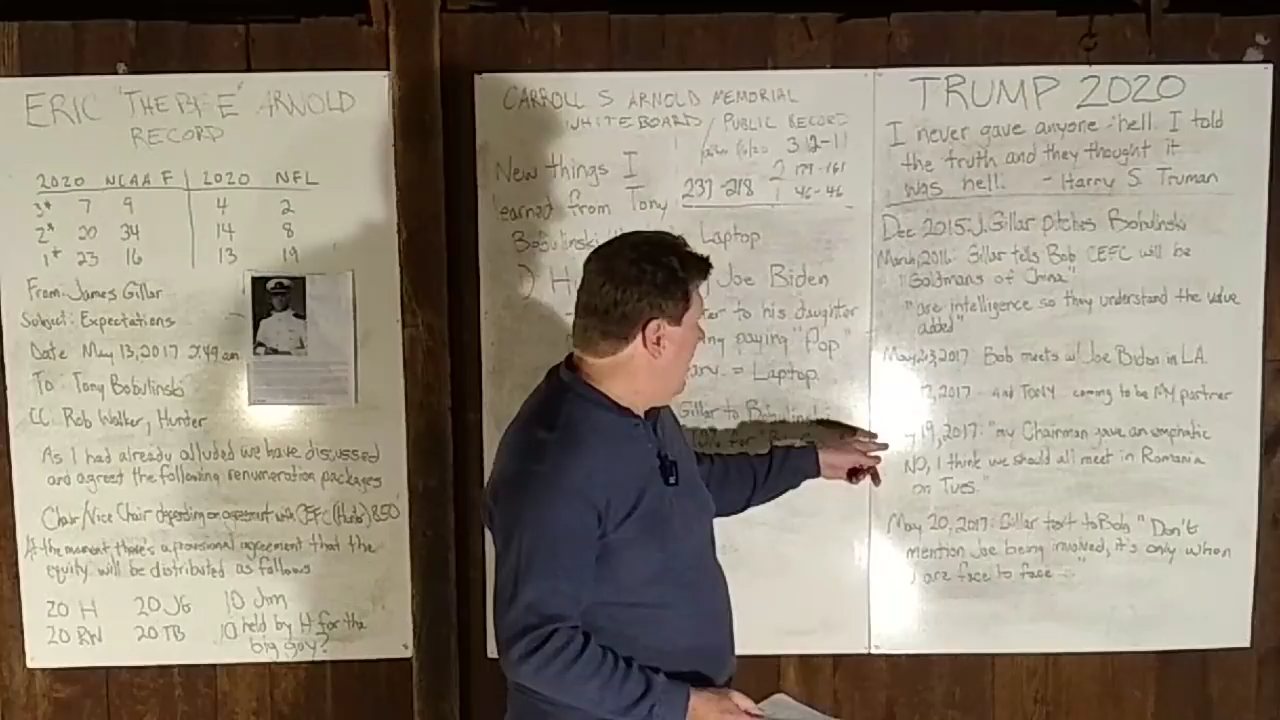 ERIC "THE BEE" ARNOLD
RECORD
2020 NCAA F 2020 NFL
3* 7 9 4 2
2* 20 34 14 8
1* 23 16 13 19
From: James Gillar
Subject: Expectations
Date May 13, 2017 2:49 am
To: Tony Bobulinski
CC: Rob Walker, Hunter
As I had already alluded we have discussed
and agreet the following renumeration packages
Chair/Vice Chair depending on agreement with CEFC (Hunter) 850
At the moment there's a provisional agreement that the
equity will be distributed as follows
20 H 20 JG 10 Jim
20 RW 20 TB 10 held by H for the
big guy?
CARROLL S ARNOLD MEMORIAL
WHITEBOARD / PUBLIC RECORD
3 12-11
New things I
2 179-161
learned from Tony 237-218 1 46-46
Bobulinski Laptop
1) H Joe Biden
to his daughter
paying "Pop"
= Laptop
Gillar to Bobulinski
10% for
TRUMP 2020
I never gave anyone hell. I told
the truth and they thought it
was hell. - Harry S. Truman
Dec 2015: J. Gillar pitches Bobulinski
March, 2016: Gillar tells Bob CEFC will be
"Goldmans of China"
"are intelligence so they understand the value
added"
May 2,3, 2017 Bob meets w/ Joe Biden in L.A.
, 2017 and TONY coming to be MY partner
19, 2017: "my Chairman gave an emphatic
NO, I think we should all meet in Romania
on Tues."
May 20, 2017: Gillar text to Bob "Don't
mention Joe being involved, it's only when
u are face to face..."